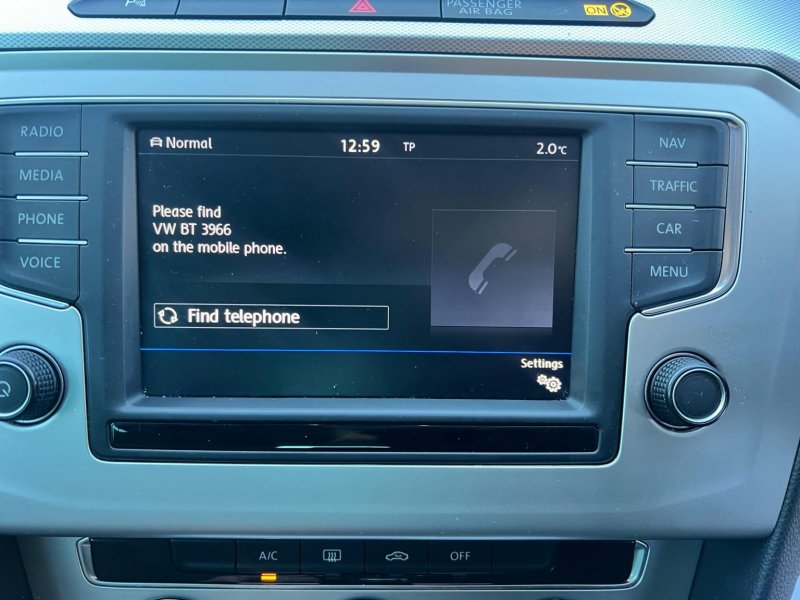 PASSENGER
AIR BAG
ON
RADIO
MEDIA
PHONE
VOICE
Normal
12:59
TP
2.0°C
Please find
VW BT 3966
on the mobile phone.
Find telephone
Settings
NAV
TRAFFIC
CAR
MENU
A/C
OFF